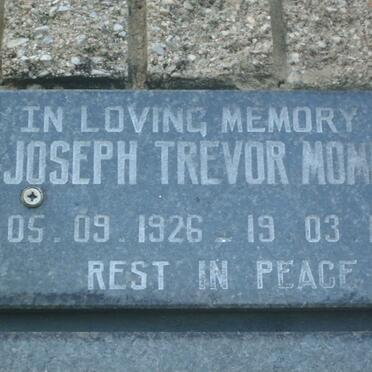 IN LOVING MEMORY
JOSEPH TREVOR
05.09.1926 - 19 03
REST IN PEACE